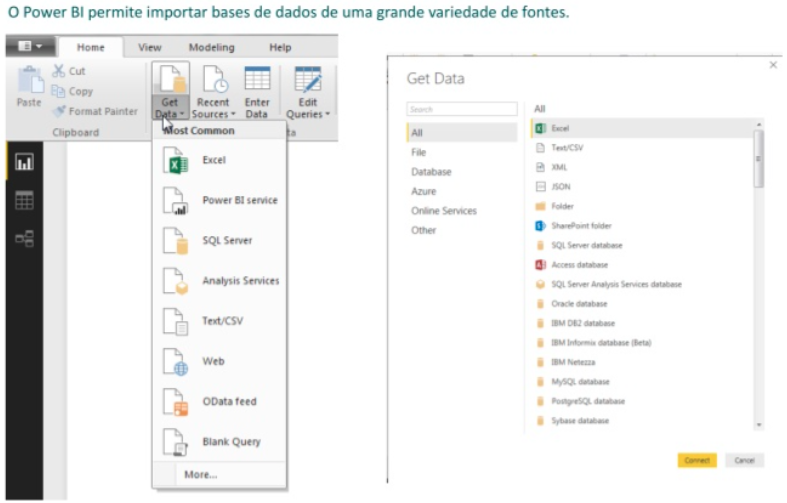 O Power BI permite importar bases de dados de uma grande variedade de fontes.
Home View Modeling Help
Paste
Cut
Copy
Format Painter
Clipboard
Get Data
Recent Sources
Enter Data
Edit Queries
Most Common
ta
Excel
Power BI service
SQL Server
Analysis Services
Text/CSV
Web
OData feed
Blank Query
More...
Get Data
Search
All
File
Database
Azure
Online Services
Other
All
Excel
Text/CSV
XML
JSON
Folder
SharePoint folder
SQL Server database
Access database
SQL Server Analysis Services database
Oracle database
IBM DB2 database
IBM Informix database (Beta)
IBM Netezza
MySQL database
PostgreSQL database
Sybase database
Connect Cancel